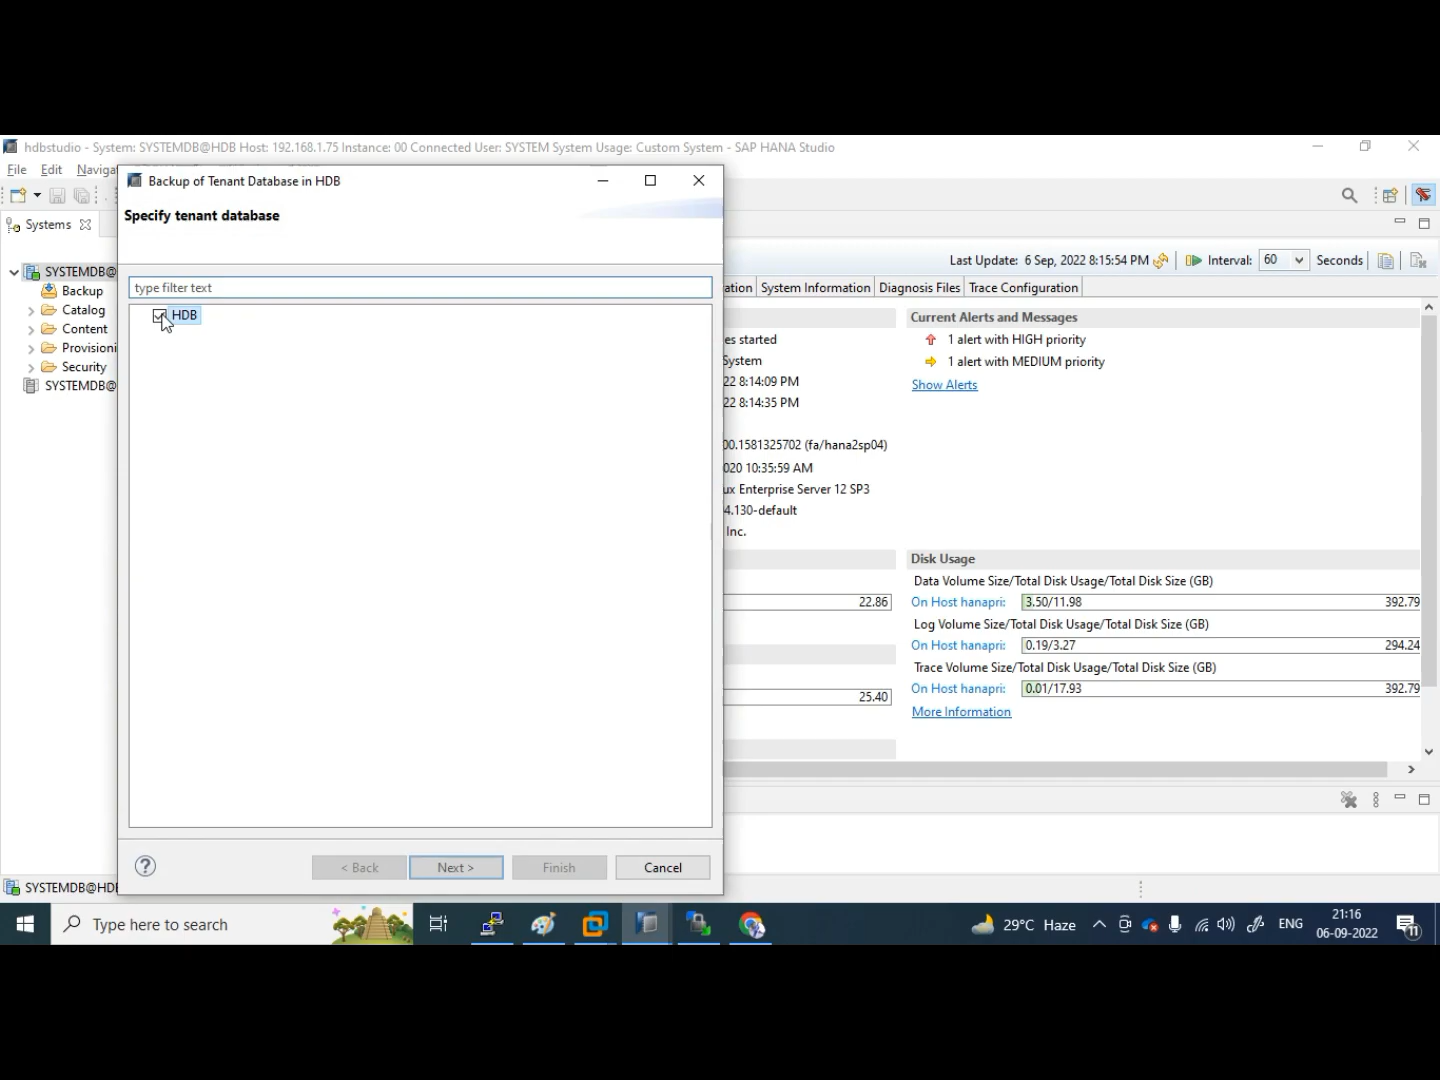 hdbstudio - System: SYSTEMDB@HDB Host: 192.168.1.75 Instance: 00 Connected User: SYSTEM System Usage: Custom System - SAP HANA Studio
File Edit Naviga
Backup of Tenant Database in HDB
Specify tenant database
Systems
type filter text
HDB
SYSTEMDB@
Backup
Catalog
Content
Provisioni
Security
SYSTEMDB@
Last Update: 6 Sep, 2022 8:15:54 PM Interval: 60 Seconds
ation System Information Diagnosis Files Trace Configuration
es started
System
22 8:14:09 PM
22 8:14:35 PM
00.1581325702 (fa/hana2sp04)
020 10:35:59 AM
ux Enterprise Server 12 SP3
4.130-default
Inc.
22.86
25.40
Current Alerts and Messages
1 alert with HIGH priority
1 alert with MEDIUM priority
Show Alerts
Disk Usage
Data Volume Size/Total Disk Usage/Total Disk Size (GB)
On Host hanapri: 3.50/11.98 392.79
Log Volume Size/Total Disk Usage/Total Disk Size (GB)
On Host hanapri: 0.19/3.27 294.24
Trace Volume Size/Total Disk Usage/Total Disk Size (GB)
On Host hanapri: 0.01/17.93 392.79
More Information
? < Back Next > Finish Cancel
SYSTEMDB@HDB
Type here to search
29°C Haze
ENG
21:16
06-09-2022
11